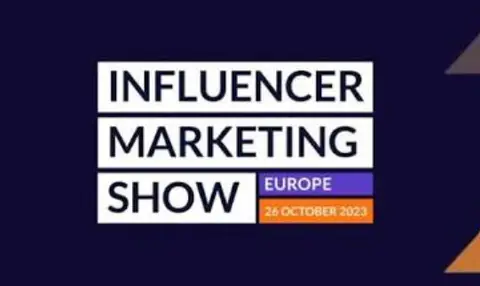 INFLUENCER
MARKETING
SHOW
EUROPE
26 OCTOBER 2023